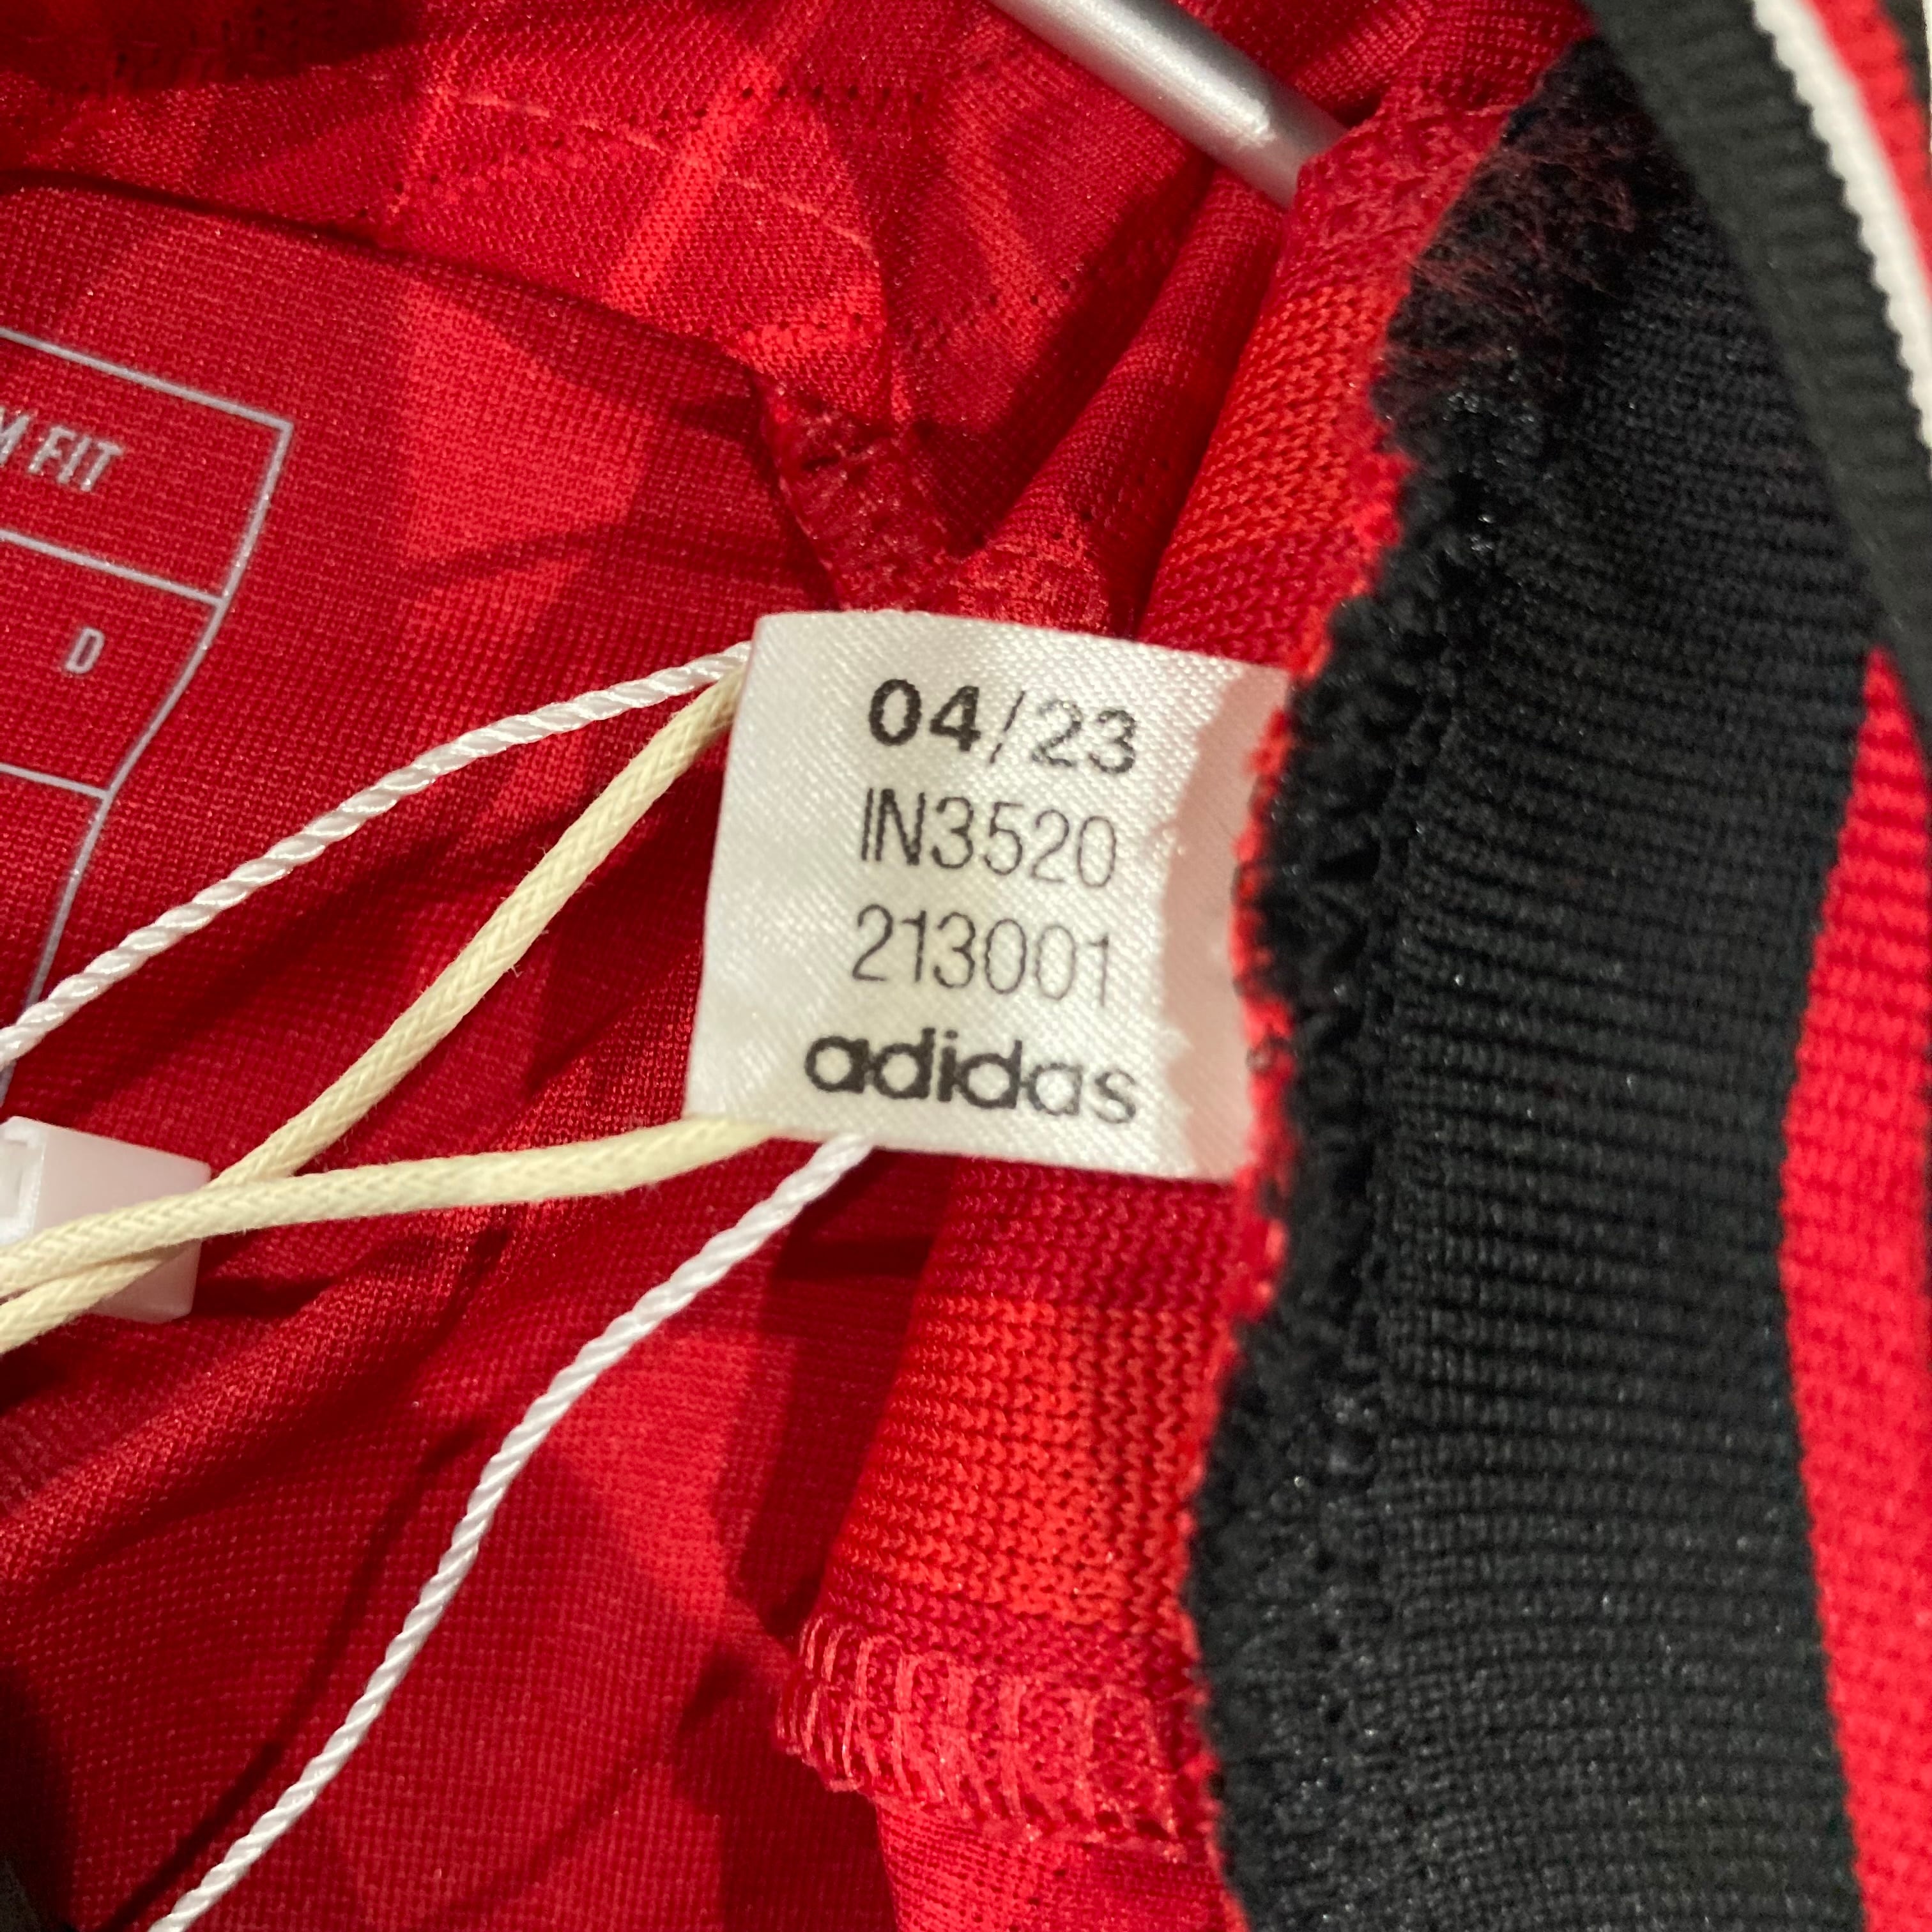 M FIT
D
04/23
IN3520
213001
adidas